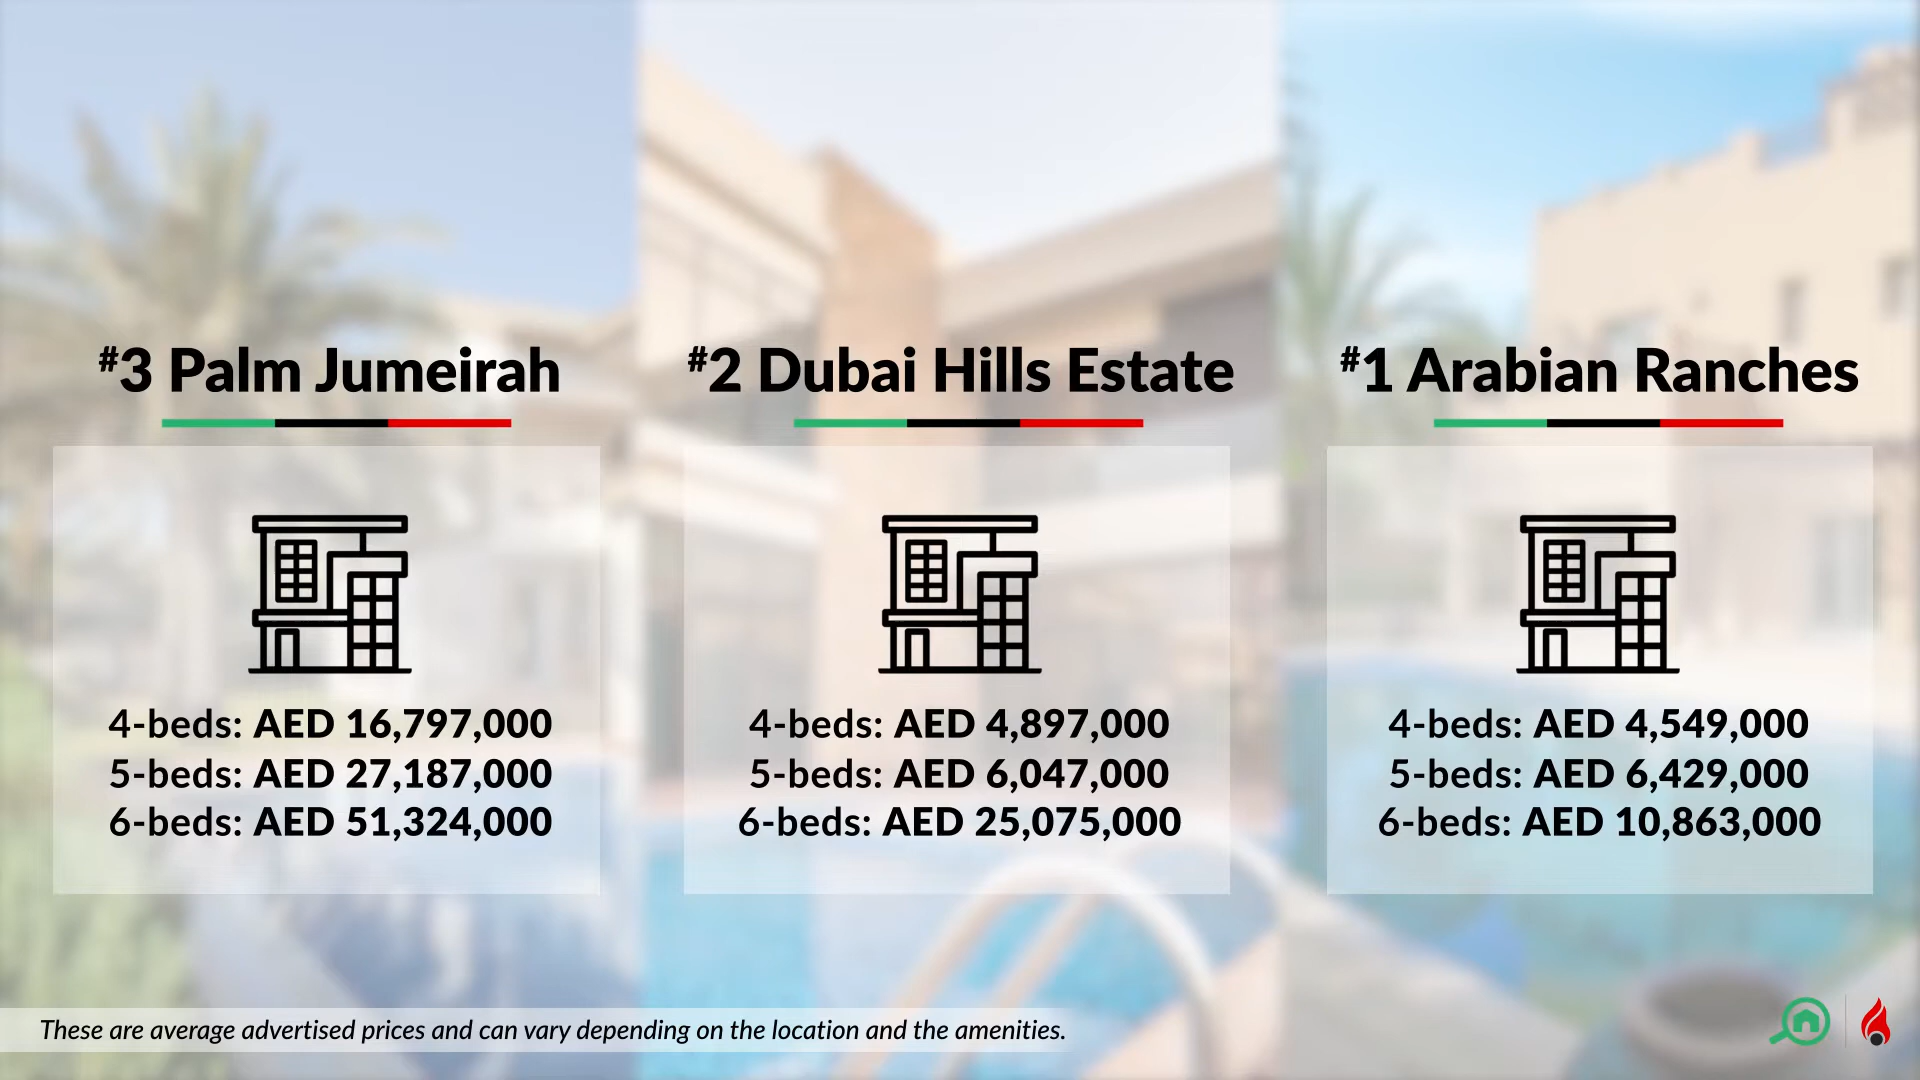 #3 Palm Jumeirah
4-beds: AED 16,797,000
5-beds: AED 27,187,000
6-beds: AED 51,324,000
#2 Dubai Hills Estate
4-beds: AED 4,897,000
5-beds: AED 6,047,000
6-beds: AED 25,075,000
#1 Arabian Ranches
4-beds: AED 4,549,000
5-beds: AED 6,429,000
6-beds: AED 10,863,000
These are average advertised prices and can vary depending on the location and the amenities.